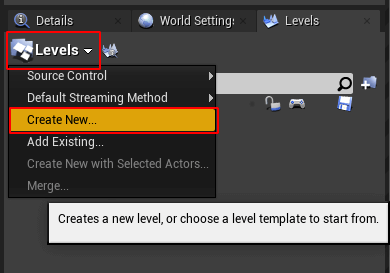 Details
World Settings
Levels
Levels
Source Control
Default Streaming Method
Create New...
Add Existing...
Create New with Selected Actors...
Merge...
Creates a new level, or choose a level template to start from.